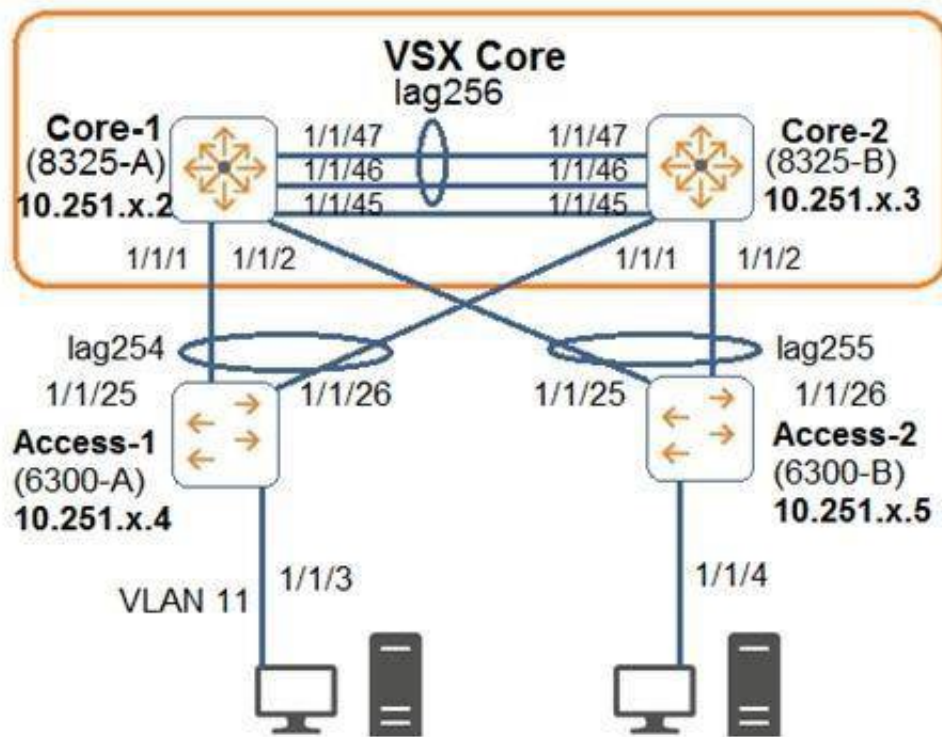 VSX Core
lag256
Core-1
(8325-A)
10.251.x.2
1/1/47
1/1/46
1/1/45
1/1/47
1/1/46
1/1/45
Core-2
(8325-B)
10.251.x.3
1/1/1
1/1/2
1/1/1
1/1/2
lag254
lag255
1/1/25
1/1/26
1/1/25
1/1/26
Access-1
(6300-A)
10.251.x.4
Access-2
(6300-B)
10.251.x.5
VLAN 11
1/1/3
1/1/4